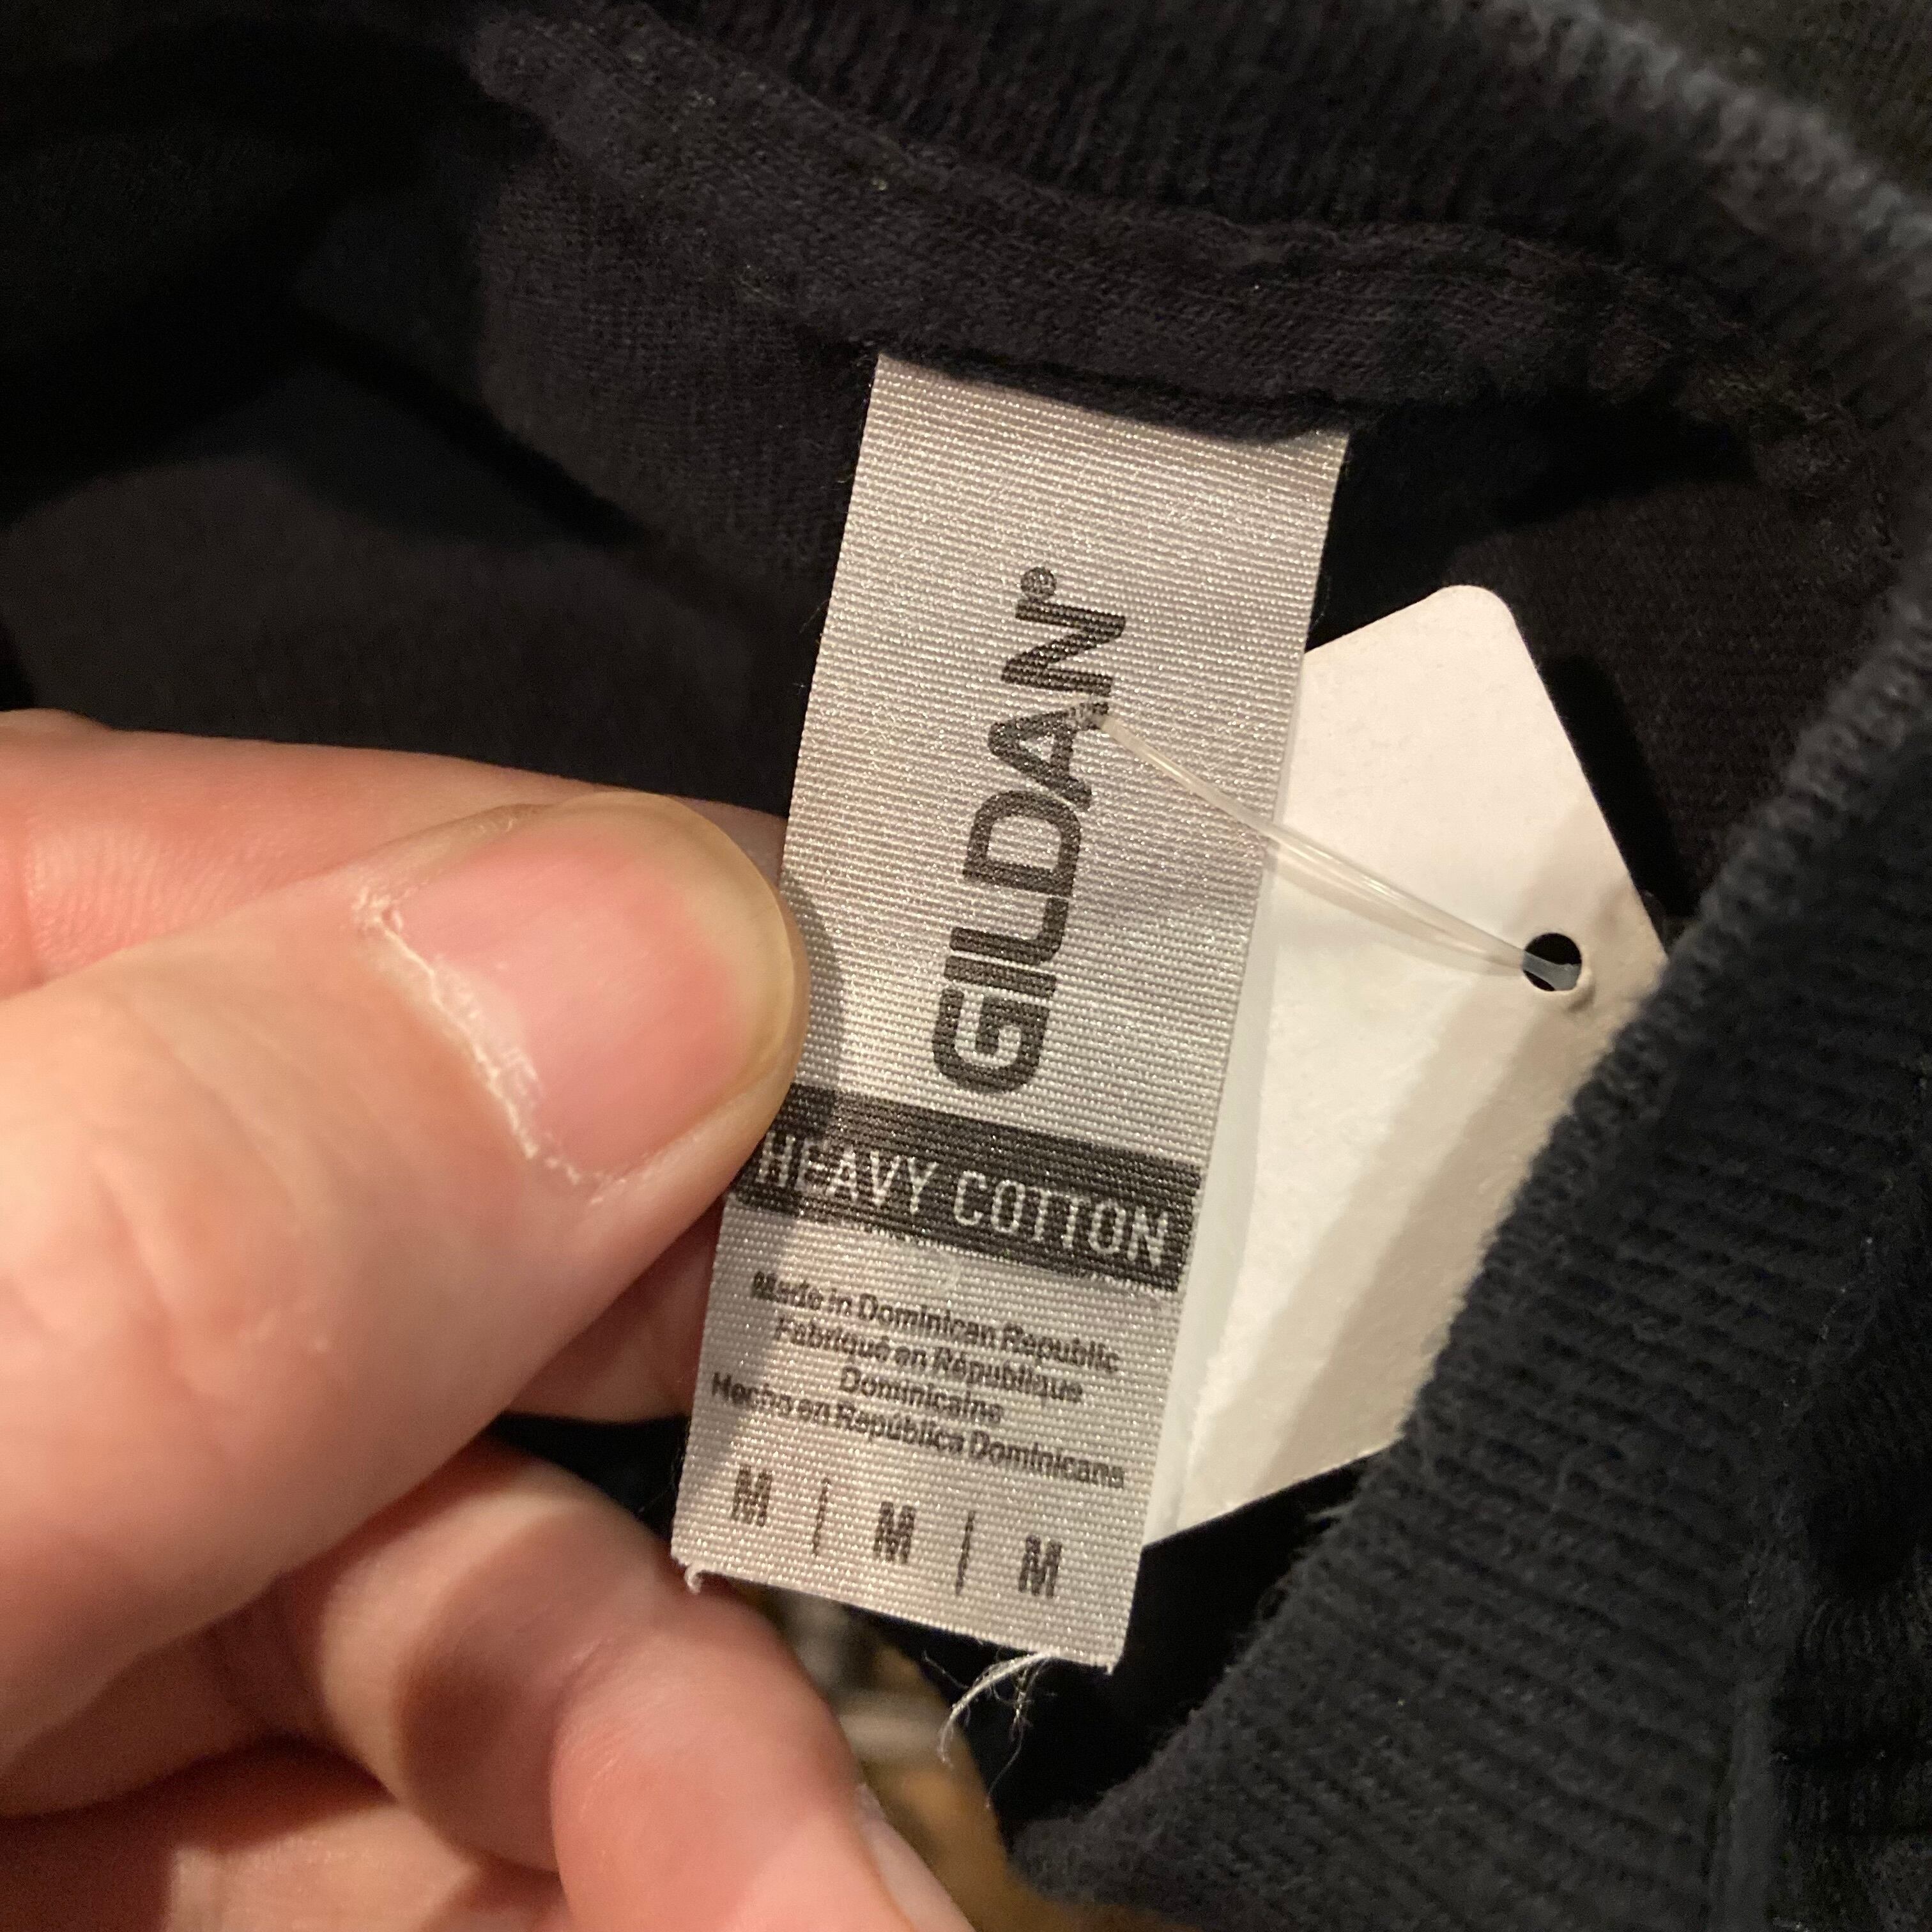 GILDAN®
HEAVY COTTON
Made in Dominican Republic
Fabriqué en République
Dominicaine
Hecho en República Dominicana
M | M | M